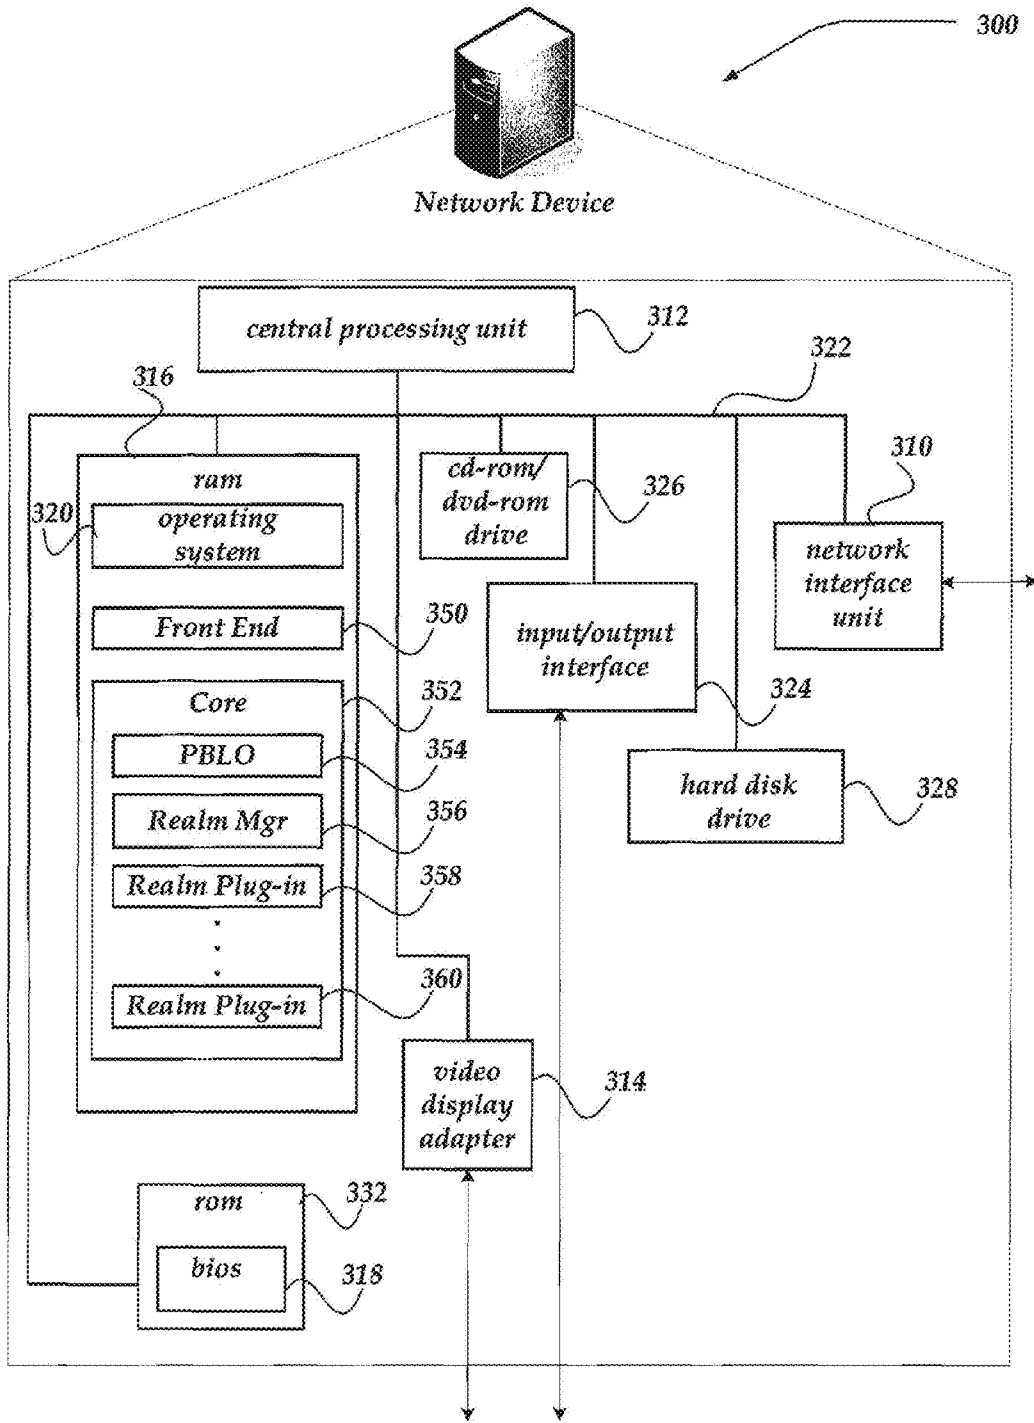 300
Network Device
central processing unit
312
322
316
310
ram
cd-rom/
dvd-rom
drive
326
320
operating
system
network
interface
unit
Front End
350
input/output
interface
Core
352
324
PBLO
354
hard disk
drive
328
Realm Mgr
356
Realm Plug-in
358
Realm Plug-in
360
video
display
adapter
314
rom
332
bios
318